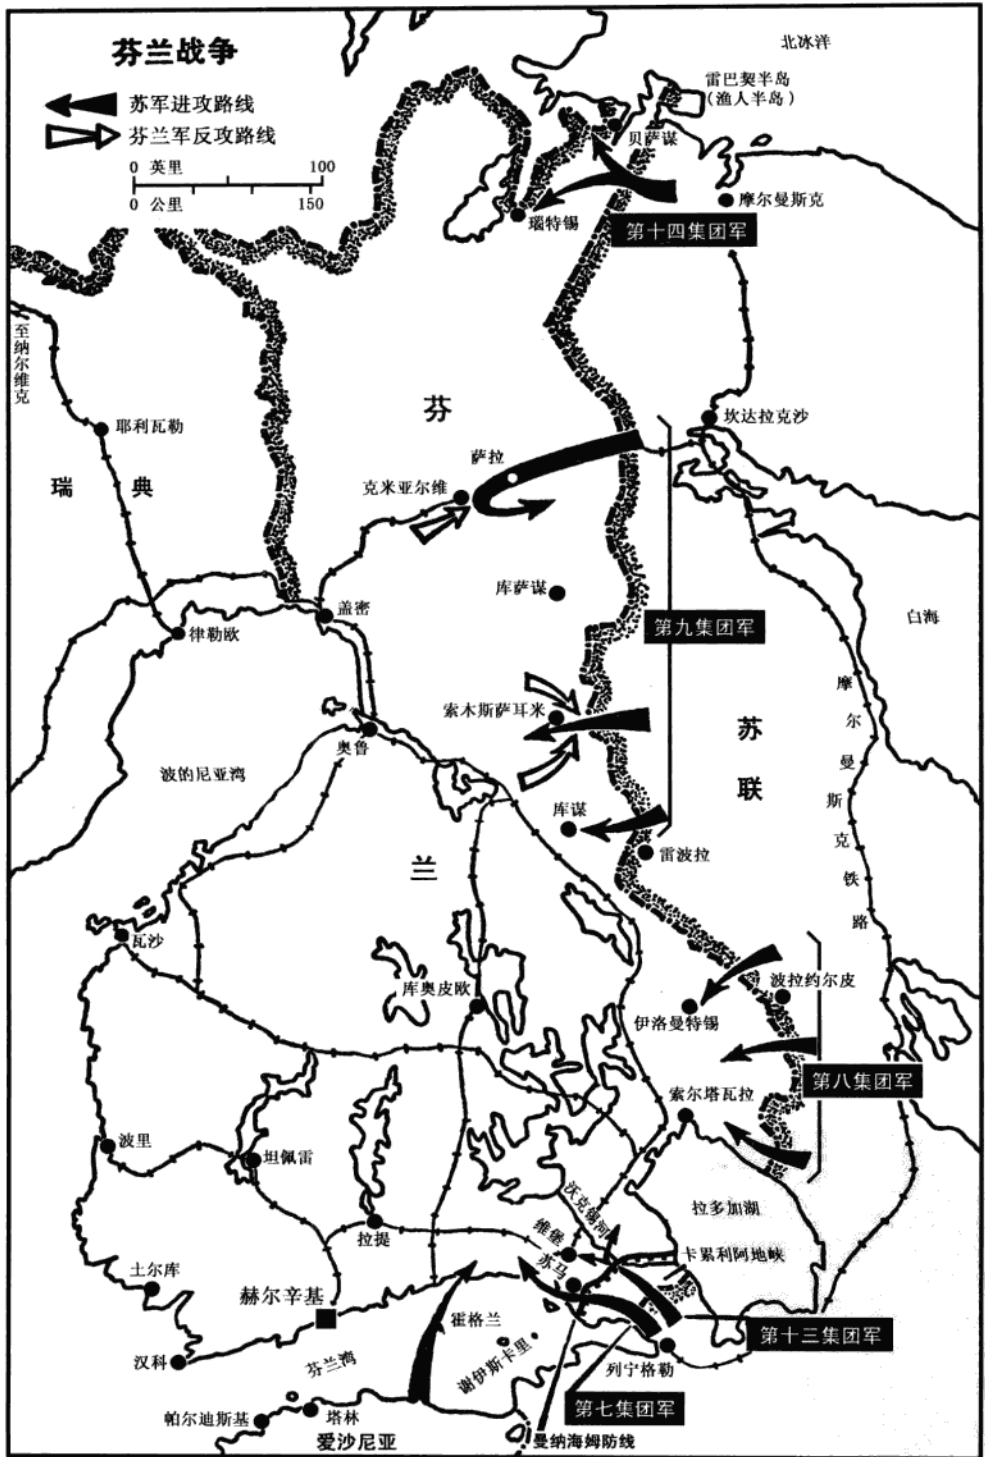 芬兰战争
苏军进攻路线
芬兰军反攻路线
0 英里 100
0 公里 150
北冰洋
雷巴契半岛
（渔人半岛）
贝萨谋
摩尔曼斯克
瑙特锡
第十四集团军
至纳尔维克
耶利瓦勒
瑞典
芬
坎达拉克沙
萨拉
克米亚尔维
库萨谋
盖密
律勒欧
第九集团军
白海
索木斯萨耳米
奥鲁
波的尼亚湾
苏联
摩尔曼斯克铁路
库谋
雷波拉
兰
瓦沙
库奥皮欧
波拉约尔皮
伊洛曼特锡
第八集团军
索尔塔瓦拉
波里
坦佩雷
拉提
沃克锡河
维堡
苏马
拉多加湖
卡累利阿地峡
土尔库
赫尔辛基
霍格兰
第十三集团军
汉科
芬兰湾
谢伊斯卡里
列宁格勒
第七集团军
帕尔迪斯基
塔林
爱沙尼亚
曼纳海姆防线